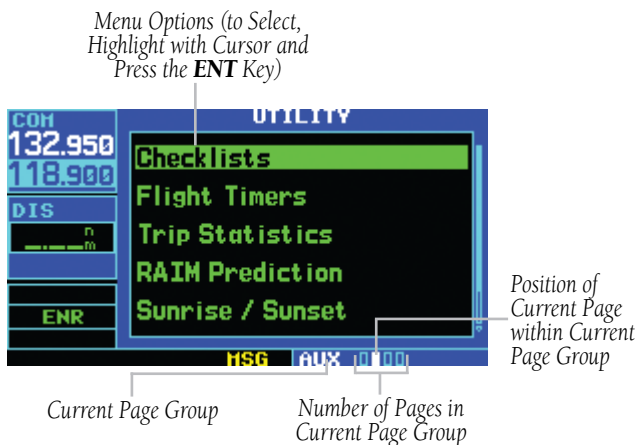 Menu Options (to Select,
Highlight with Cursor and
Press the ENT Key)
COM
132.950
118.900
DIS
_._ _ n m
ENR
UTILITY
Checklists
Flight Timers
Trip Statistics
RAIM Prediction
Sunrise / Sunset
MSG
AUX
Position of
Current Page
within Current
Page Group
Current Page Group
Number of Pages in
Current Page Group